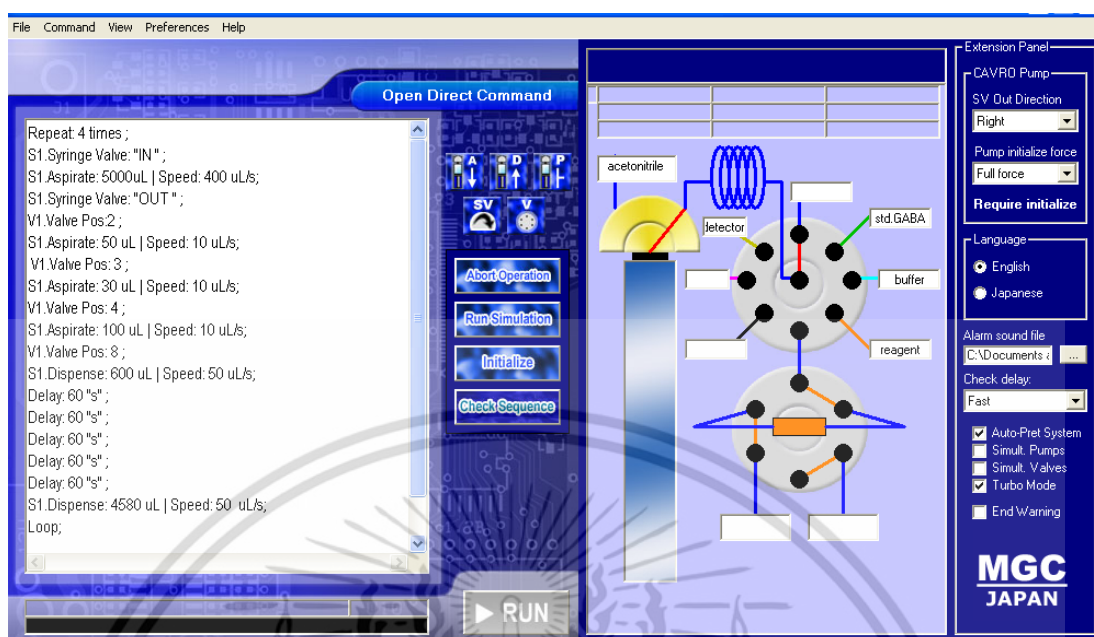 File Command View Preferences Help
Open Direct Command
Repeat: 4 times ;
S1.Syringe Valve: "IN" ;
S1.Aspirate: 5000uL | Speed: 400 uL/s;
S1.Syringe Valve: "OUT " ;
V1.Valve Pos:2 ;
S1.Aspirate: 50 uL | Speed: 10 uL/s;
V1.Valve Pos: 3 ;
S1.Aspirate: 30 uL | Speed: 10 uL/s;
V1.Valve Pos: 4 ;
S1.Aspirate: 100 uL | Speed: 10 uL/s;
V1.Valve Pos: 8 ;
S1.Dispense: 600 uL | Speed: 50 uL/s;
Delay: 60 "s" ;
Delay: 60 "s" ;
Delay: 60 "s" ;
Delay: 60 "s" ;
Delay: 60 "s" ;
S1.Dispense: 4580 uL | Speed: 50 uL/s;
Loop;
A D P
SV V
Abort Operation
Run Simulation
Initialize
Check Sequence
RUN
acetonitrile
detector
std.GABA
buffer
reagent
Extension Panel
CAVRO Pump
SV Out Direction
Right
Pump initialize force
Full force
Require initialize
Language
English
Japanese
Alarm sound file
C:\Documents a
...
Check delay:
Fast
Auto-Pret System
Simult. Pumps
Simult. Valves
Turbo Mode
End Warning
MGC
JAPAN